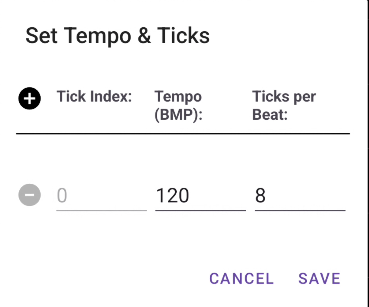 Set Tempo & Ticks
Tick Index: Tempo (BMP): Ticks per Beat:
0 120 8
CANCEL SAVE